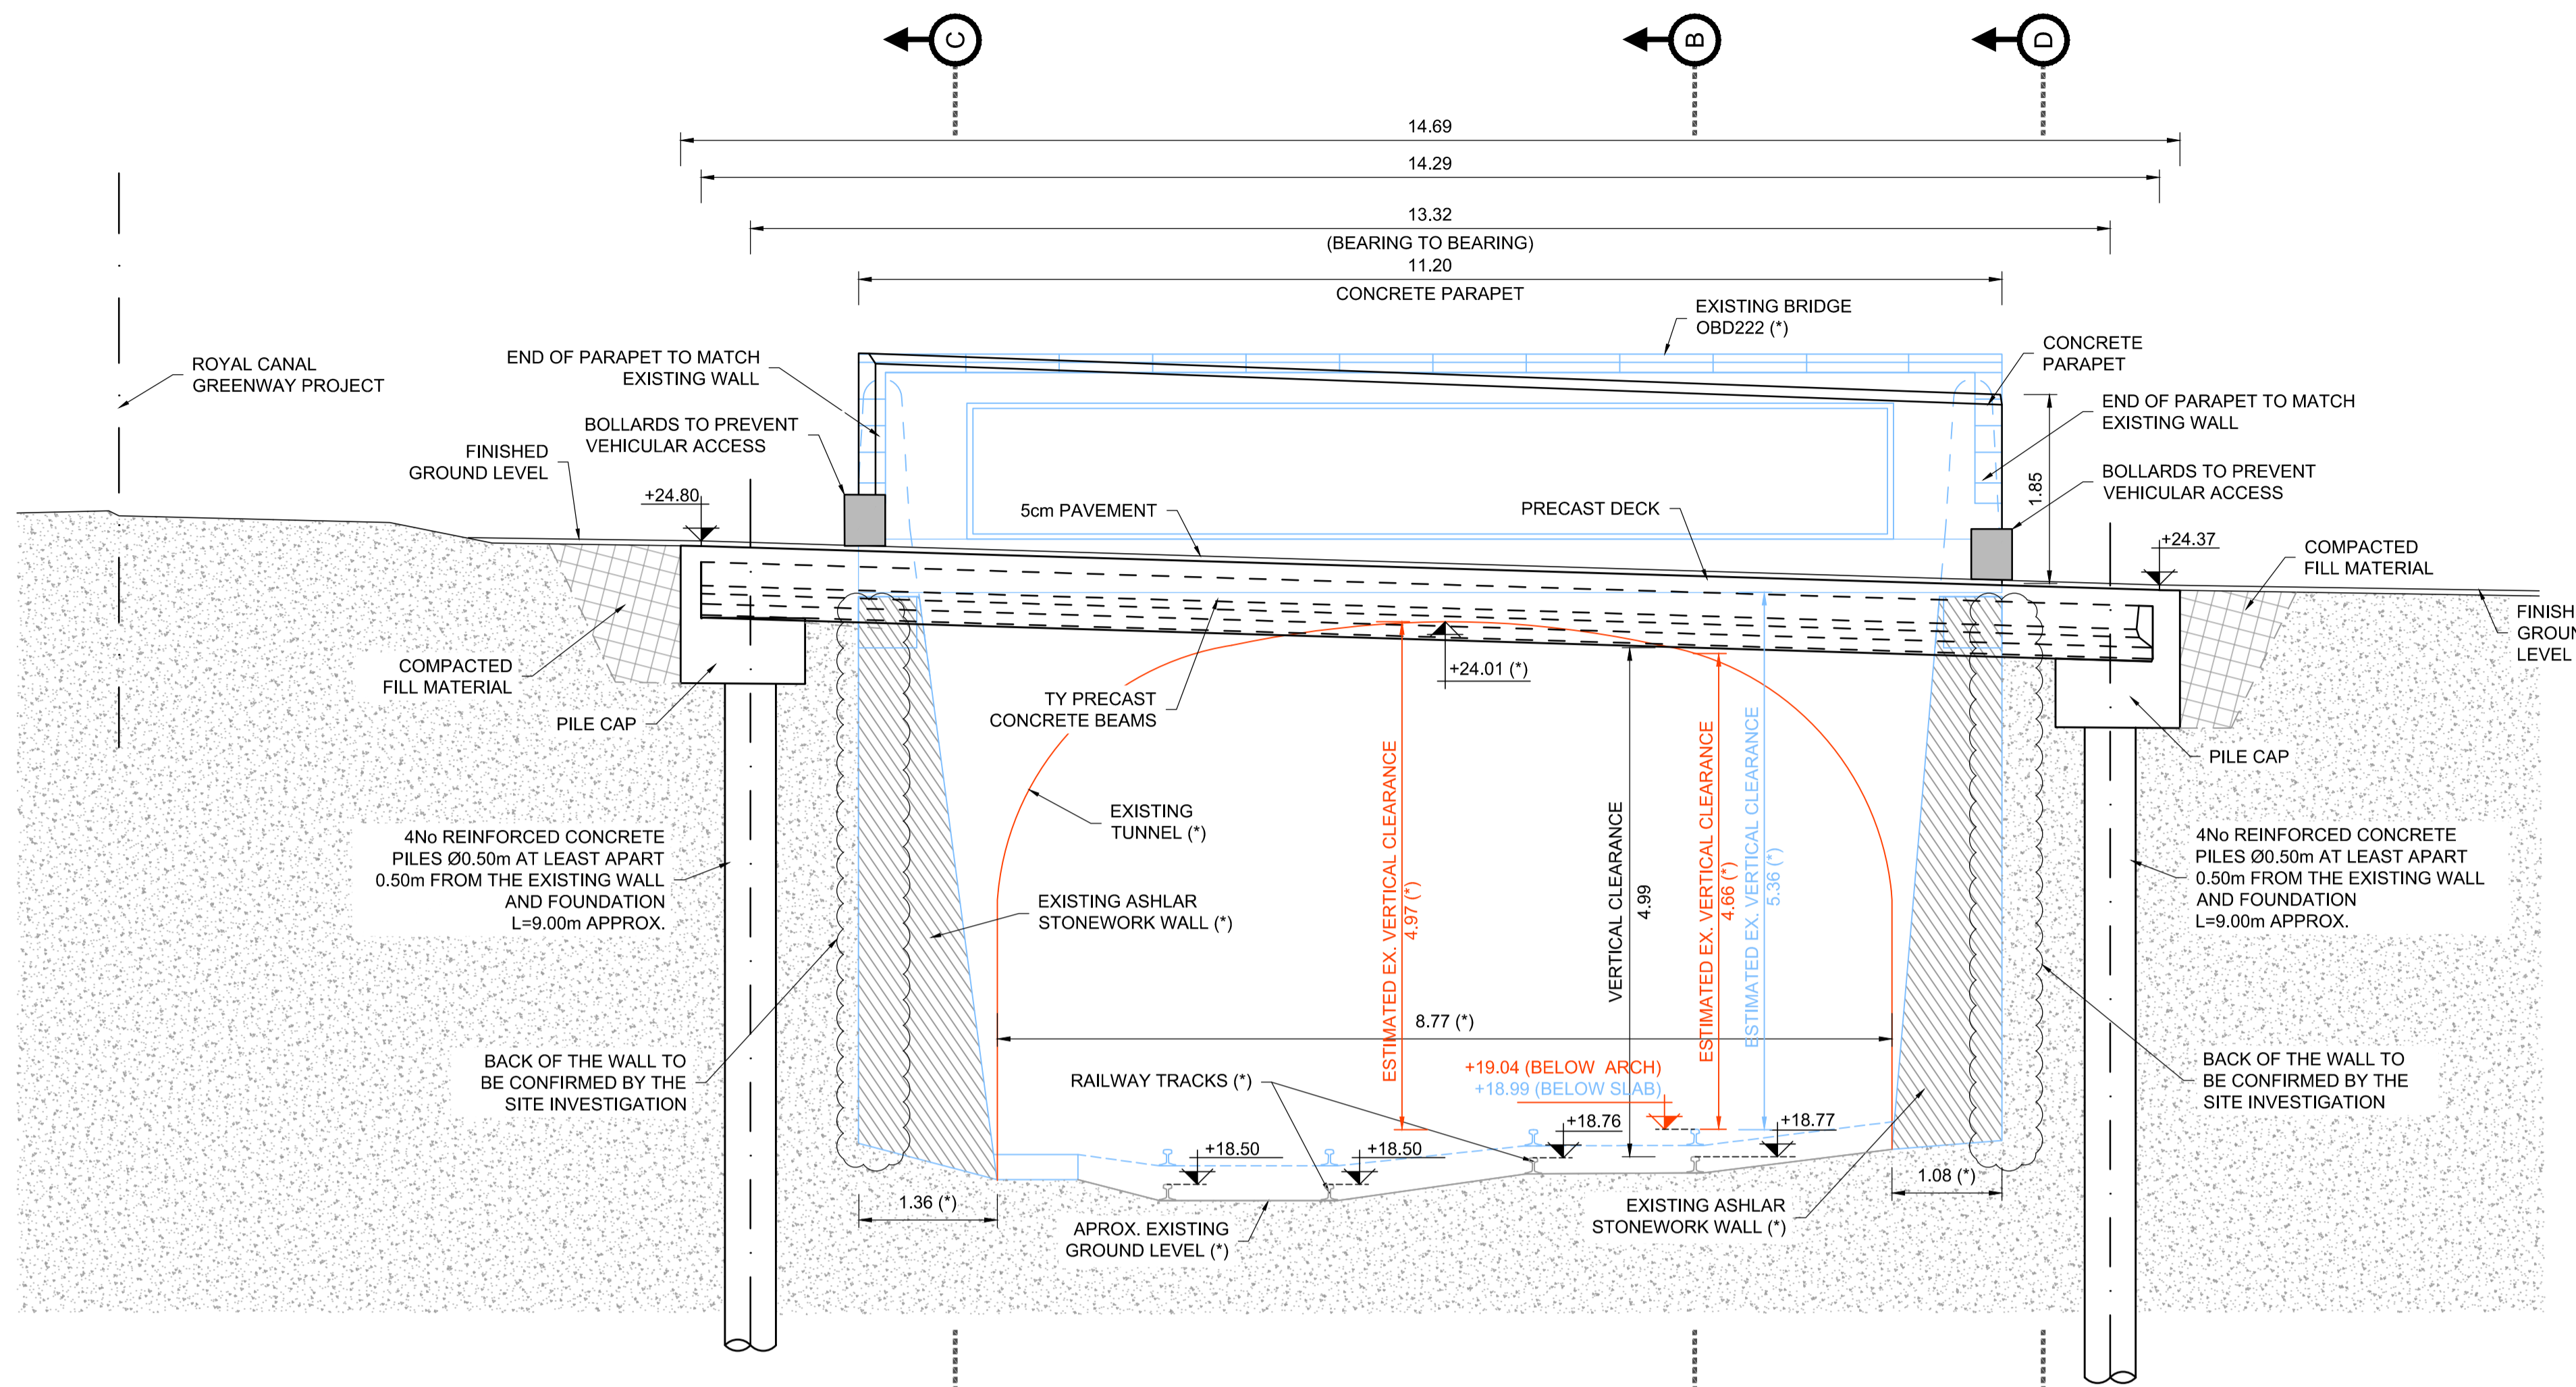 C
B
D
14.69
14.29
13.32
(BEARING TO BEARING)
11.20
CONCRETE PARAPET
EXISTING BRIDGE
OBD222 (*)
CONCRETE
PARAPET
END OF PARAPET TO MATCH
EXISTING WALL
ROYAL CANAL
GREENWAY PROJECT
END OF PARAPET TO MATCH
EXISTING WALL
BOLLARDS TO PREVENT
VEHICULAR ACCESS
FINISHED
GROUND LEVEL
+24.80
5cm PAVEMENT
PRECAST DECK
1.85
BOLLARDS TO PREVENT
VEHICULAR ACCESS
+24.37
COMPACTED
FILL MATERIAL
FINISH
GROUN
LEVEL
COMPACTED
FILL MATERIAL
PILE CAP
TY PRECAST
CONCRETE BEAMS
+24.01 (*)
PILE CAP
EXISTING
TUNNEL (*)
ESTIMATED EX. VERTICAL CLEARANCE
4.97 (*)
VERTICAL CLEARANCE
4.99
ESTIMATED EX. VERTICAL CLEARANCE
4.66 (*)
ESTIMATED EX. VERTICAL CLEARANCE
5.36 (*)
4No REINFORCED CONCRETE
PILES Ø0.50m AT LEAST APART
0.50m FROM THE EXISTING WALL
AND FOUNDATION
L=9.00m APPROX.
4No REINFORCED CONCRETE
PILES Ø0.50m AT LEAST APART
0.50m FROM THE EXISTING WALL
AND FOUNDATION
L=9.00m APPROX.
EXISTING ASHLAR
STONEWORK WALL (*)
8.77 (*)
BACK OF THE WALL TO
BE CONFIRMED BY THE
SITE INVESTIGATION
RAILWAY TRACKS (*)
+19.04 (BELOW ARCH)
+18.99 (BELOW SLAB)
BACK OF THE WALL TO
BE CONFIRMED BY THE
SITE INVESTIGATION
+18.50
+18.50
+18.76
+18.77
1.36 (*)
1.08 (*)
APROX. EXISTING
GROUND LEVEL (*)
EXISTING ASHLAR
STONEWORK WALL (*)